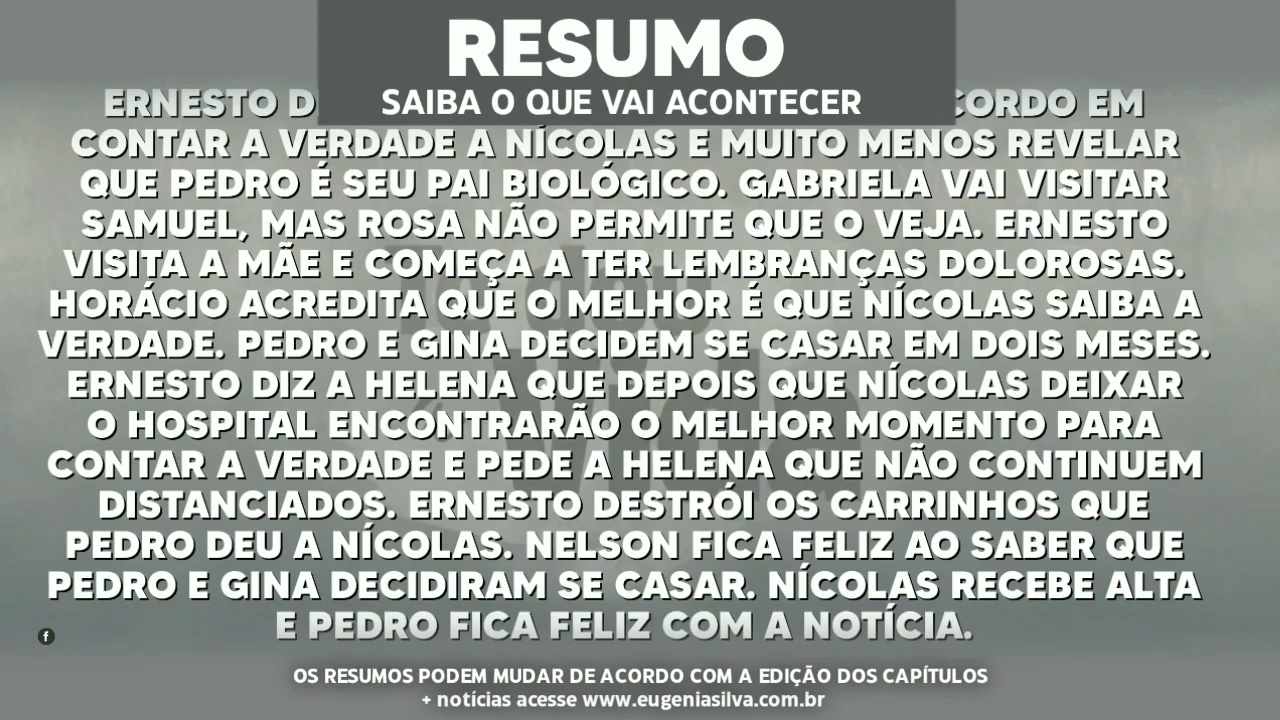 RESUMO
SAIBA O QUE VAI ACONTECER
ERNESTO EM
CONTAR A VERDADE A NÍCOLAS E MUITO MENOS REVELAR
QUE PEDRO É SEU PAI BIOLÓGICO. GABRIELA VAI VISITAR
SAMUEL, MAS ROSA NÃO PERMITE QUE O VEJA. ERNESTO
VISITA A MÃE E COMEÇA A TER LEMBRANÇAS DOLOROSAS.
HORÁCIO ACREDITA QUE O MELHOR É QUE NÍCOLAS SAIBA A
VERDADE. PEDRO E GINA DECIDEM SE CASAR EM DOIS MESES.
ERNESTO DIZ A HELENA QUE DEPOIS QUE NÍCOLAS DEIXAR
O HOSPITAL ENCONTRARÃO O MELHOR MOMENTO PARA
CONTAR A VERDADE E PEDE A HELENA QUE NÃO CONTINUEM
DISTANCIADOS. ERNESTO DESTRÓI OS CARRINHOS QUE
PEDRO DEU A NÍCOLAS. NELSON FICA FELIZ AO SABER QUE
PEDRO E GINA DECIDIRAM SE CASAR. NÍCOLAS RECEBE ALTA
E PEDRO FICA FELIZ COM A NOTÍCIA.
OS RESUMOS PODEM MUDAR DE ACORDO COM A EDIÇÃO DOS CAPÍTULOS
+ notícias acesse www.eugeniasilva.com.br